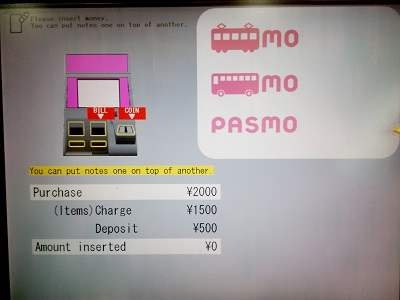 Please insert money.
You can put notes one on top of another.
MO
MO
PASMO
BILL COIN
You can put notes one on top of another.
Purchase ¥2000
(Items)Charge ¥1500
Deposit ¥500
Amount inserted ¥0